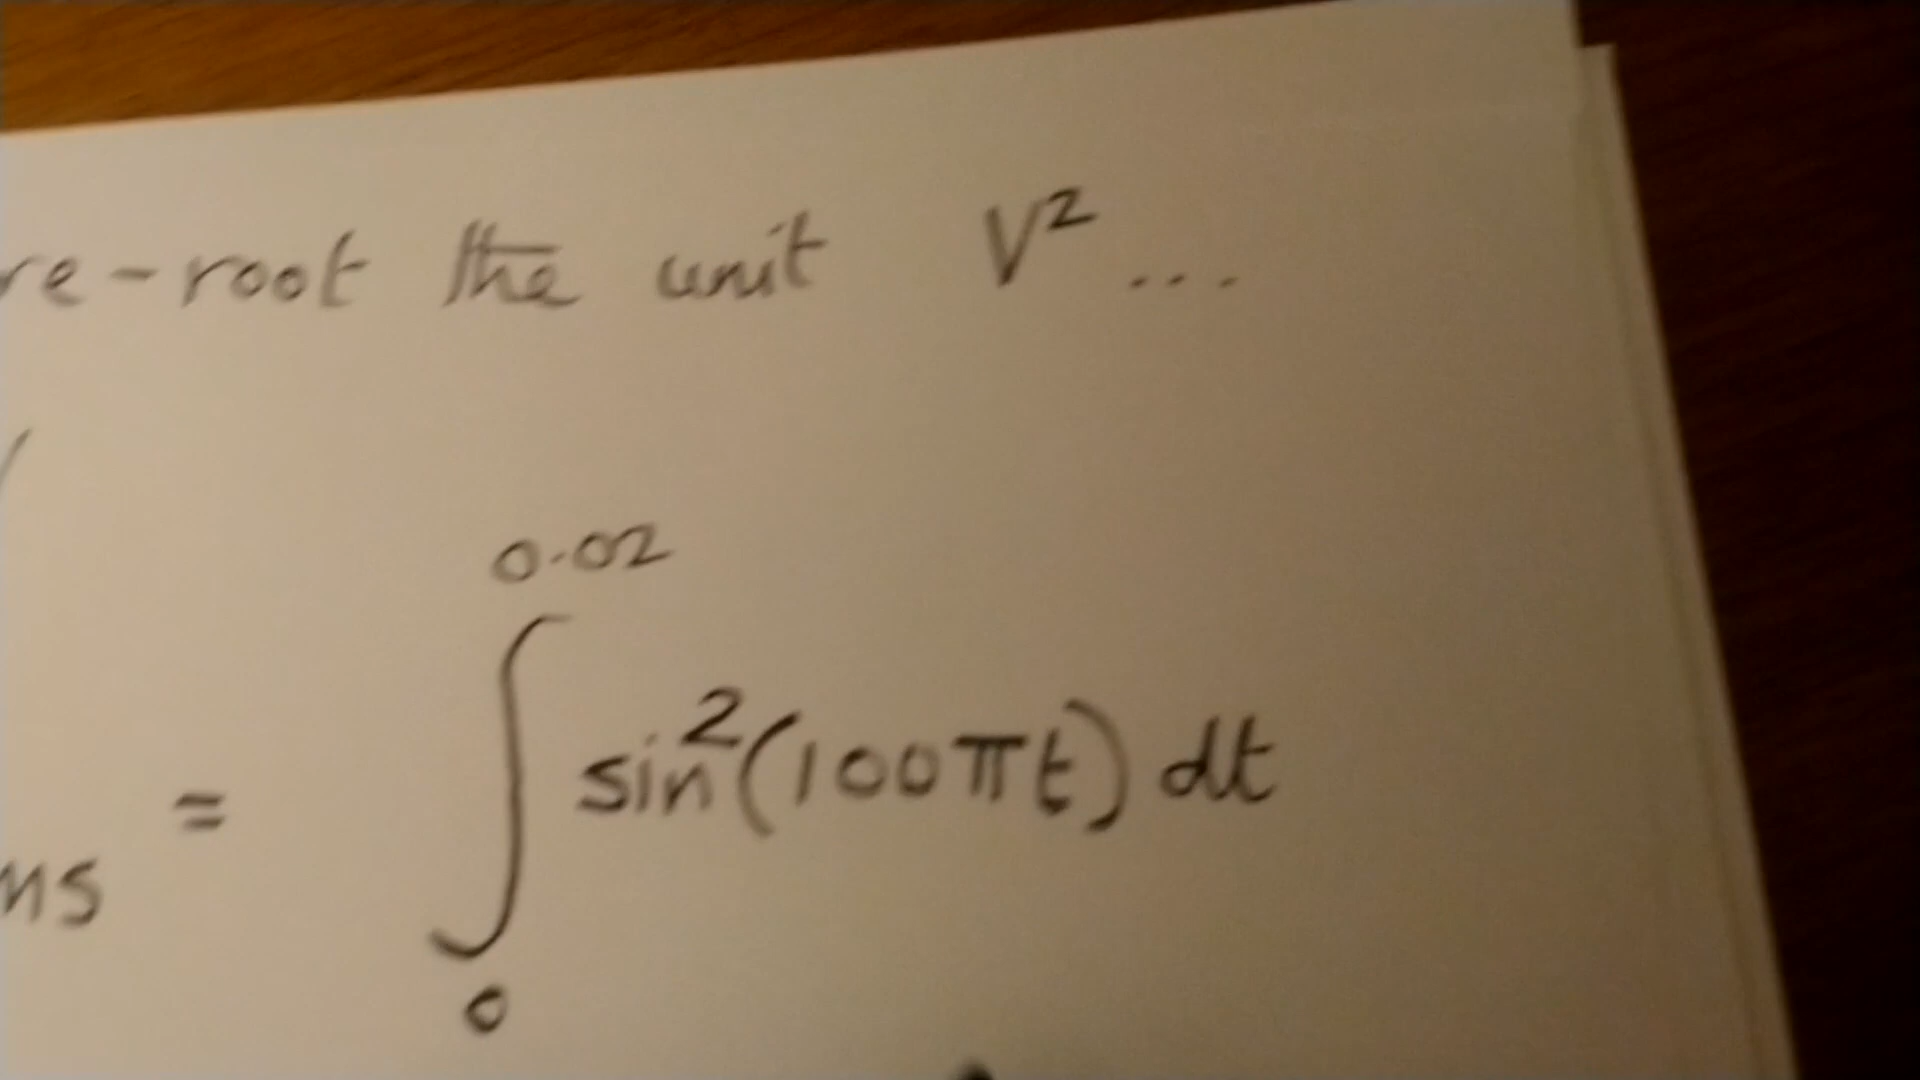 re-root the unit V² ...
0.02
= ∫ sin²(100πt) dt
ms
0